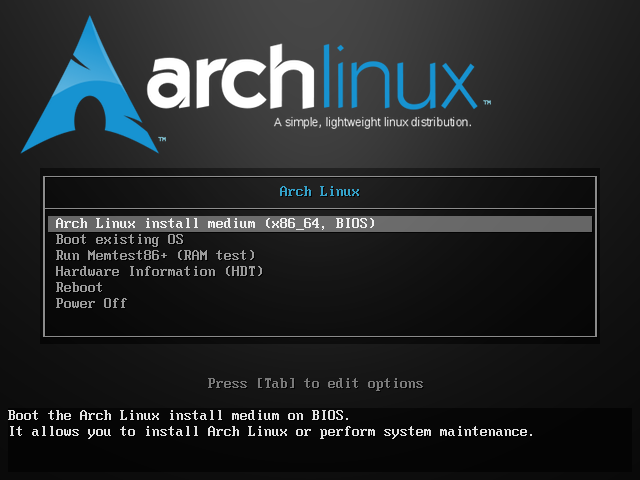 archlinux™
A simple, lightweight linux distribution.
™
Arch Linux
Arch Linux install medium (x86_64, BIOS)
Boot existing OS
Run Memtest86+ (RAM test)
Hardware Information (HDT)
Reboot
Power Off
Press [Tab] to edit options
Boot the Arch Linux install medium on BIOS.
It allows you to install Arch Linux or perform system maintenance.